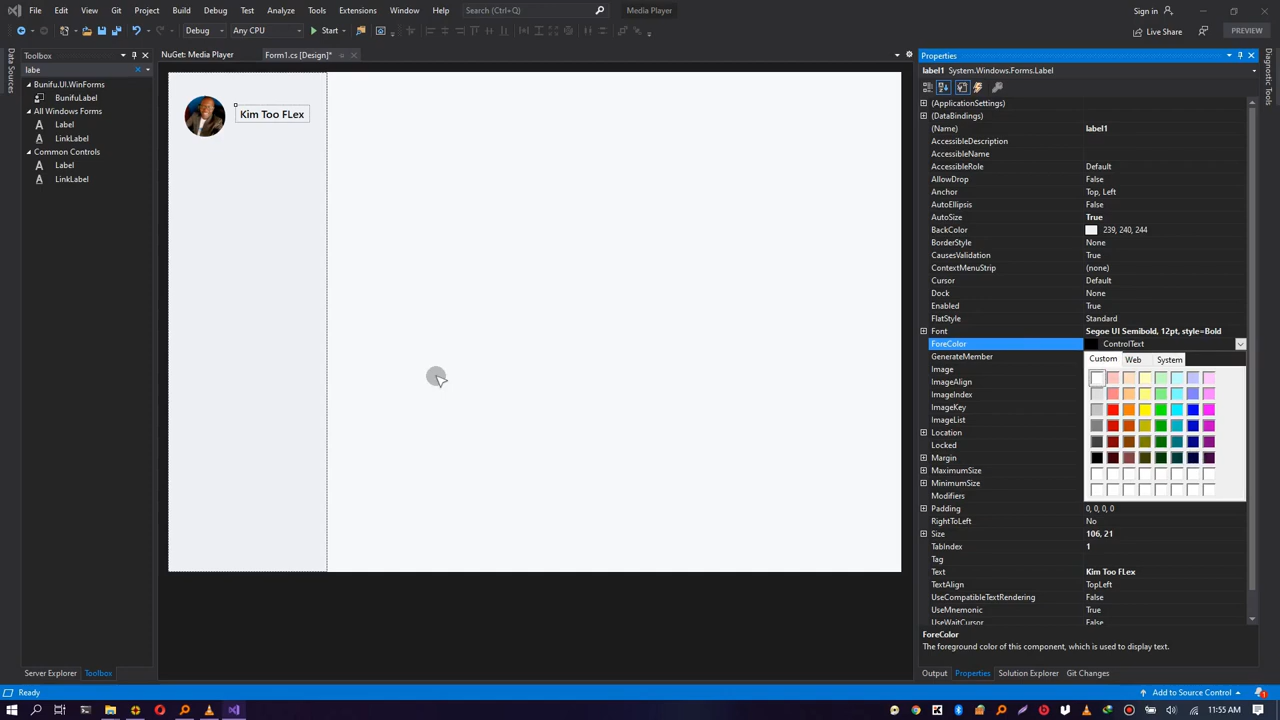 File Edit View Git Project Build Debug Test Analyze Tools Extensions Window Help Search (Ctrl+Q) Media Player Sign in
Debug Any CPU Start Live Share PREVIEW
Data Sources
Toolbox
labe
Bunifu.UI.WinForms
BunifuLabel
All Windows Forms
Label
LinkLabel
Common Controls
Label
LinkLabel
Server Explorer Toolbox
NuGet: Media Player Form1.cs [Design]*
Kim Too FLex
Properties
label1 System.Windows.Forms.Label
(ApplicationSettings)
(DataBindings)
(Name) label1
AccessibleDescription
AccessibleName
AccessibleRole Default
AllowDrop False
Anchor Top, Left
AutoEllipsis False
AutoSize True
BackColor 239, 240, 244
BorderStyle None
CausesValidation True
ContextMenuStrip (none)
Cursor Default
Dock None
Enabled True
FlatStyle Standard
Font Segoe UI Semibold, 12pt, style=Bold
ForeColor ControlText
GenerateMember Custom Web System
Image
ImageAlign
ImageIndex
ImageKey
ImageList
Location
Locked
Margin
MaximumSize
MinimumSize
Modifiers
Padding 0, 0, 0, 0
RightToLeft No
Size 106, 21
TabIndex 1
Tag
Text Kim Too FLex
TextAlign TopLeft
UseCompatibleTextRendering False
UseMnemonic True
UseWaitCursor False
ForeColor
The foreground color of this component, which is used to display text.
Output Properties Solution Explorer Git Changes
Diagnostic Tools
Ready Add to Source Control 1
11:55 AM